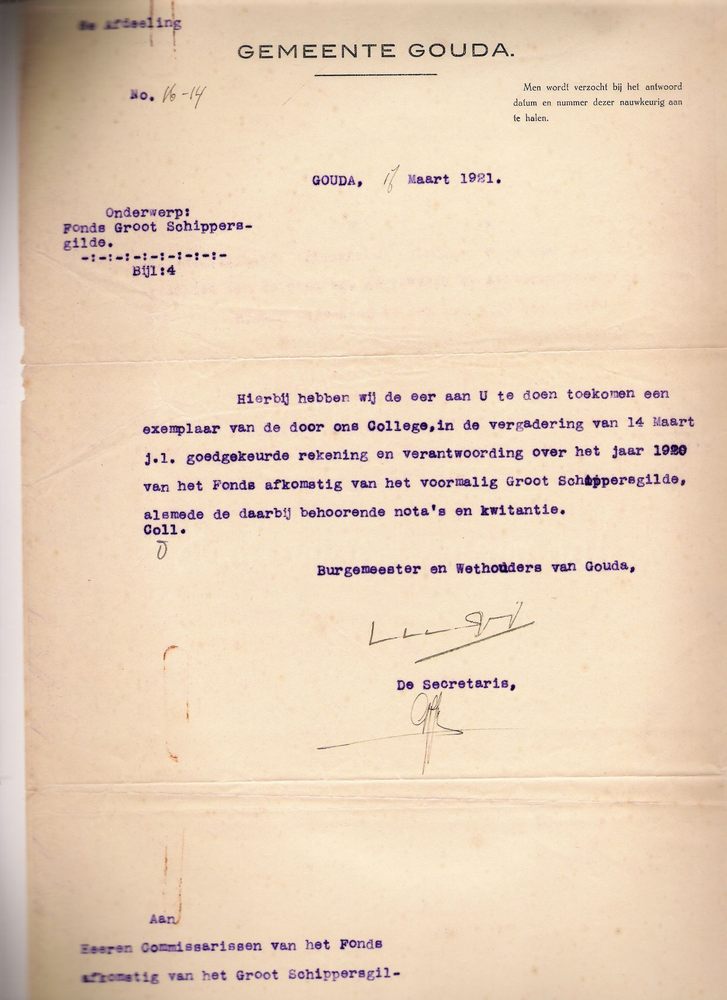 Afdeeling
GEMEENTE GOUDA.
No. 16-14
Men wordt verzocht bij het antwoord
datum en nummer dezer nauwkeurig aan
te halen.
GOUDA, Maart 1921.
Onderwerp:
Fonds Groot Schippers-
gilde.
-:-:-:-:-:-:-:-:-
Bijl:4
Hierbij hebben wij de eer aan U te doen toekomen een
exemplaar van de door ons College,in de vergadering van 14 Maart
j.l. goedgekeurde rekening en verantwoording over het jaar 1920
van het Fonds afkomstig van het voormalig Groot Schippersgilde,
alsmede de daarbij behoorende nota's en kwitantie.
Coll.
Burgemeester en Wethouders van Gouda,
De Secretaris,
Aan
Heeren Commissarissen van het Fonds
afkomstig van het Groot Schippersgil-